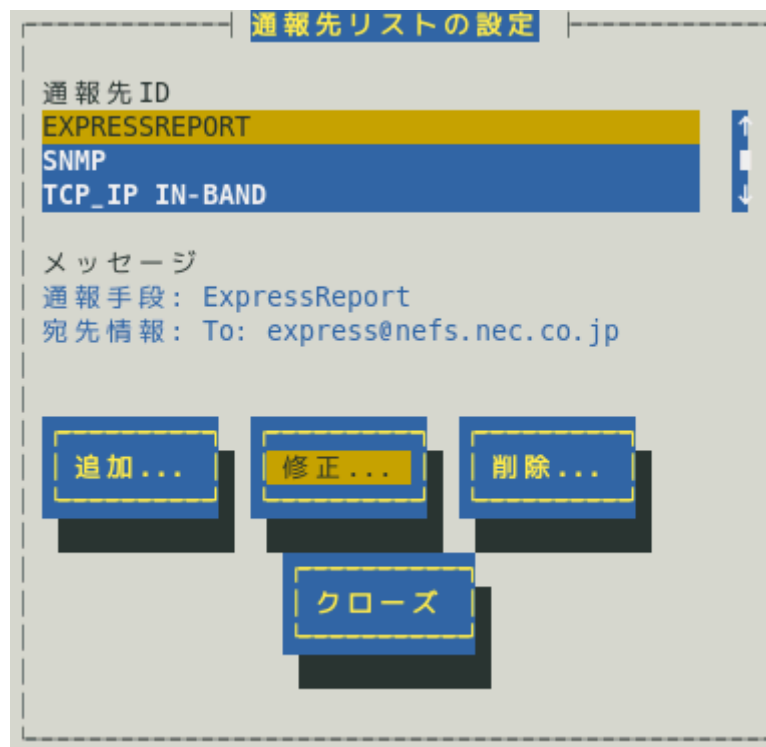 通報先リストの設定
通報先ID
EXPRESSREPORT
SNMP
TCP_IP IN-BAND
メッセージ
通報手段: ExpressReport
宛先情報: To: express@nefs.nec.co.jp
追加... 修正... 削除...
クローズ